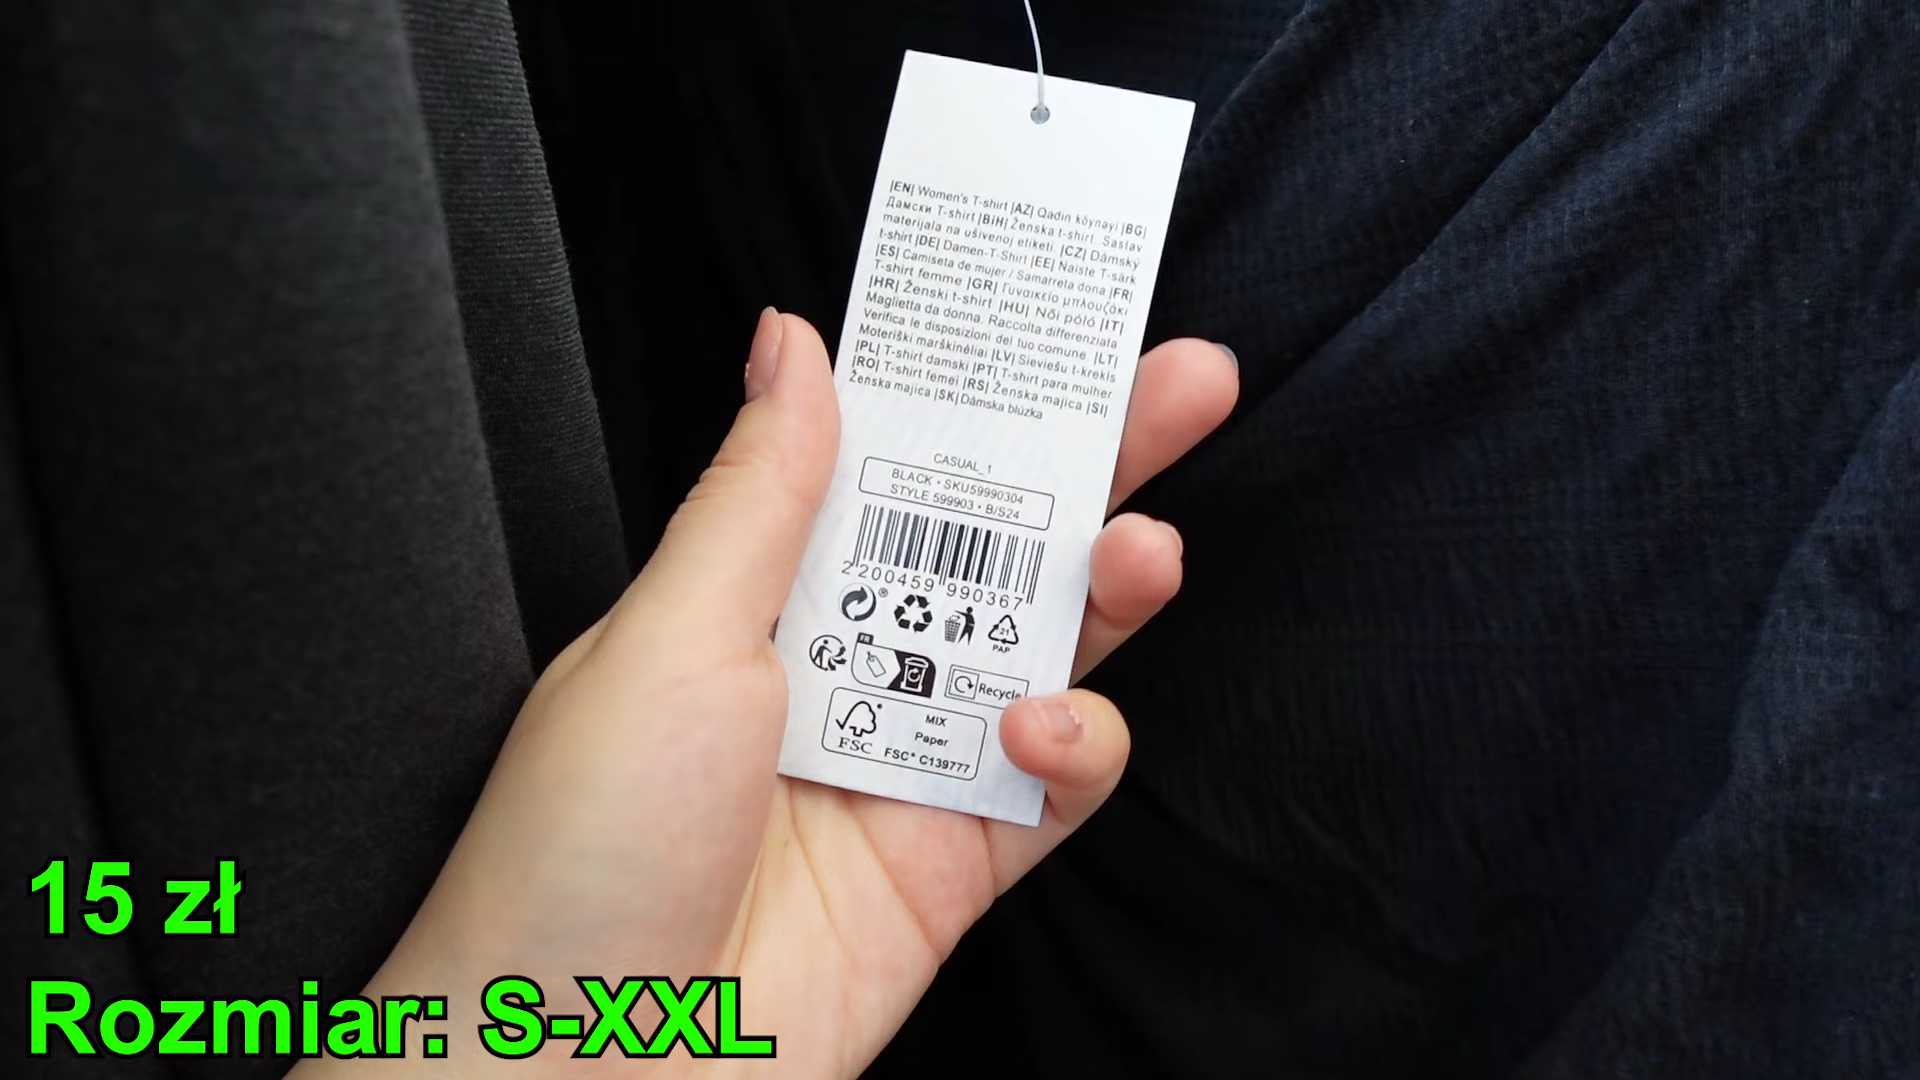 |EN| Women's T-shirt |AZ| Qadın köynəyi |BG|
Дамски T-shirt |BiH| Ženska t-shirt. Sastav
materijala na ušivenoj etiketi. |CZ| Dámský
t-shirt |DE| Damen-T-Shirt |EE| Naiste T-särk
|ES| Camiseta de mujer / Samarreta dona |FR|
T-shirt femme |GR| Γυναικείο μπλουζάκι
|HR| Ženski t-shirt |HU| Női póló |IT|
Maglietta da donna. Raccolta differenziata
Verifica le disposizioni del tuo comune |LT|
Moteriški marškinėliai |LV| Sieviešu t-krekls
|PL| T-shirt damski |PT| T-shirt para mulher
|RO| T-shirt femei |RS| Ženska majica |SI|
Ženska majica |SK| Dámska blúzka
CASUAL_1
BLACK • SKU59990304
STYLE 599903 • B/S24
2 200459 990367
21
PAP
FR
Recycle
FSC
MIX
Paper
FSC® C139777
15 zł
Rozmiar: S-XXL